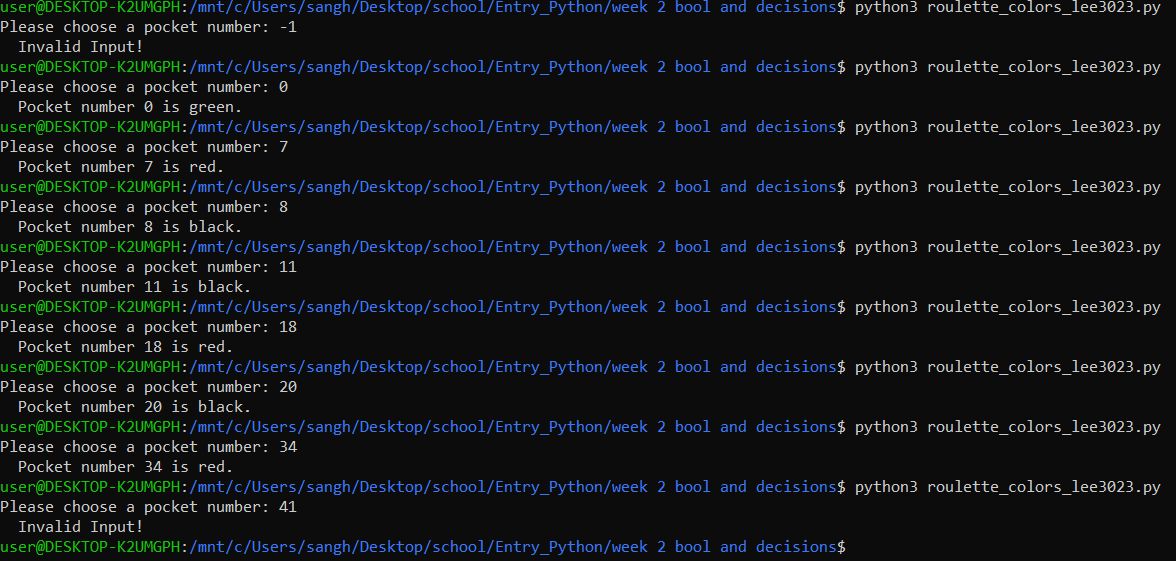 user@DESKTOP-K2UMGPH:/mnt/c/Users/sangh/Desktop/school/Entry_Python/week 2 bool and decisions$ python3 roulette_colors_lee3023.py
Please choose a pocket number: -1
  Invalid Input!
user@DESKTOP-K2UMGPH:/mnt/c/Users/sangh/Desktop/school/Entry_Python/week 2 bool and decisions$ python3 roulette_colors_lee3023.py
Please choose a pocket number: 0
  Pocket number 0 is green.
user@DESKTOP-K2UMGPH:/mnt/c/Users/sangh/Desktop/school/Entry_Python/week 2 bool and decisions$ python3 roulette_colors_lee3023.py
Please choose a pocket number: 7
  Pocket number 7 is red.
user@DESKTOP-K2UMGPH:/mnt/c/Users/sangh/Desktop/school/Entry_Python/week 2 bool and decisions$ python3 roulette_colors_lee3023.py
Please choose a pocket number: 8
  Pocket number 8 is black.
user@DESKTOP-K2UMGPH:/mnt/c/Users/sangh/Desktop/school/Entry_Python/week 2 bool and decisions$ python3 roulette_colors_lee3023.py
Please choose a pocket number: 11
  Pocket number 11 is black.
user@DESKTOP-K2UMGPH:/mnt/c/Users/sangh/Desktop/school/Entry_Python/week 2 bool and decisions$ python3 roulette_colors_lee3023.py
Please choose a pocket number: 18
  Pocket number 18 is red.
user@DESKTOP-K2UMGPH:/mnt/c/Users/sangh/Desktop/school/Entry_Python/week 2 bool and decisions$ python3 roulette_colors_lee3023.py
Please choose a pocket number: 20
  Pocket number 20 is black.
user@DESKTOP-K2UMGPH:/mnt/c/Users/sangh/Desktop/school/Entry_Python/week 2 bool and decisions$ python3 roulette_colors_lee3023.py
Please choose a pocket number: 34
  Pocket number 34 is red.
user@DESKTOP-K2UMGPH:/mnt/c/Users/sangh/Desktop/school/Entry_Python/week 2 bool and decisions$ python3 roulette_colors_lee3023.py
Please choose a pocket number: 41
  Invalid Input!
user@DESKTOP-K2UMGPH:/mnt/c/Users/sangh/Desktop/school/Entry_Python/week 2 bool and decisions$